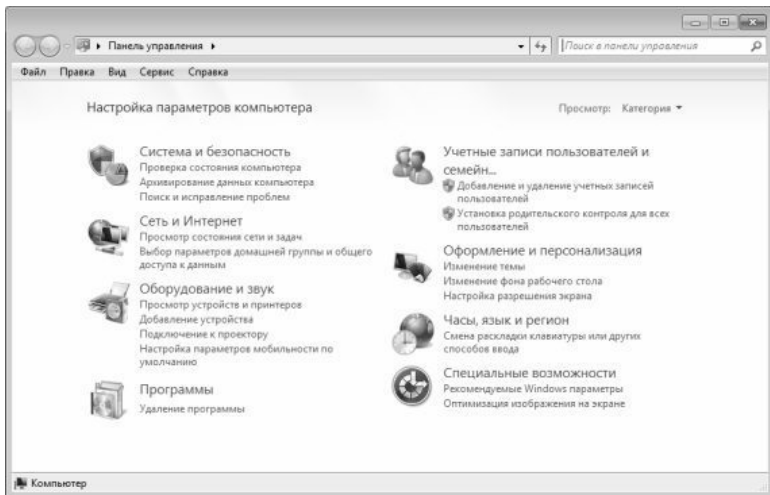 Панель управления
Поиск в панели управления
Файл Правка Вид Сервис Справка
Настройка параметров компьютера
Просмотр: Категория
Система и безопасность
Проверка состояния компьютера
Архивирование данных компьютера
Поиск и исправление проблем
Сеть и Интернет
Просмотр состояния сети и задач
Выбор параметров домашней группы и общего
доступа к данным
Оборудование и звук
Просмотр устройств и принтеров
Добавление устройства
Подключение к проектору
Настройка параметров мобильности по
умолчанию
Программы
Удаление программы
Учетные записи пользователей и
семейн...
Добавление и удаление учетных записей
пользователей
Установка родительского контроля для всех
пользователей
Оформление и персонализация
Изменение темы
Изменение фона рабочего стола
Настройка разрешения экрана
Часы, язык и регион
Смена раскладки клавиатуры или других
способов ввода
Специальные возможности
Рекомендуемые Windows параметры
Оптимизация изображения на экране
Компьютер